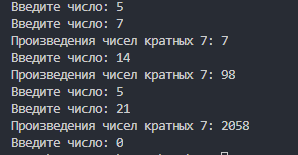 Введите число: 5
Введите число: 7
Произведения чисел кратных 7: 7
Введите число: 14
Произведения чисел кратных 7: 98
Введите число: 5
Введите число: 21
Произведения чисел кратных 7: 2058
Введите число: 0